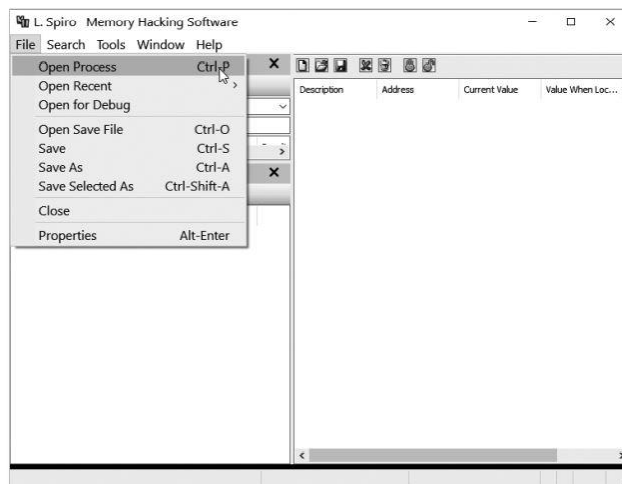 L. Spiro Memory Hacking Software
File Search Tools Window Help
Open Process Ctrl-P
Open Recent
Open for Debug
Open Save File Ctrl-O
Save Ctrl-S
Save As Ctrl-A
Save Selected As Ctrl-Shift-A
Close
Properties Alt-Enter
Description Address Current Value Value When Loc...